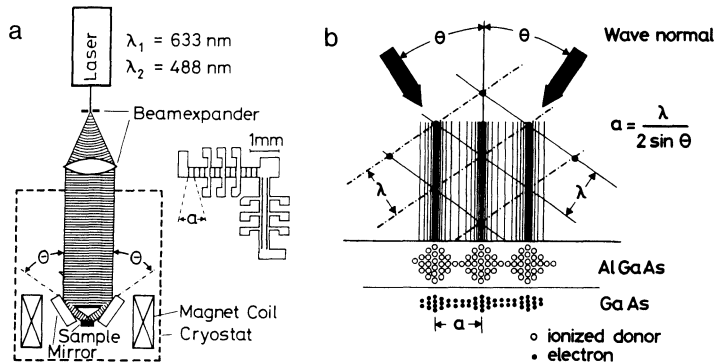 a
Laser
λ₁ = 633 nm
λ₂ = 488 nm
Beamexpander
1mm
a
Θ
Θ
Magnet Coil
Cryostat
Sample
Mirror
b
Θ
Θ
Wave normal
a = λ / 2 sin Θ
λ
λ
AlGaAs
GaAs
a
ionized donor
electron